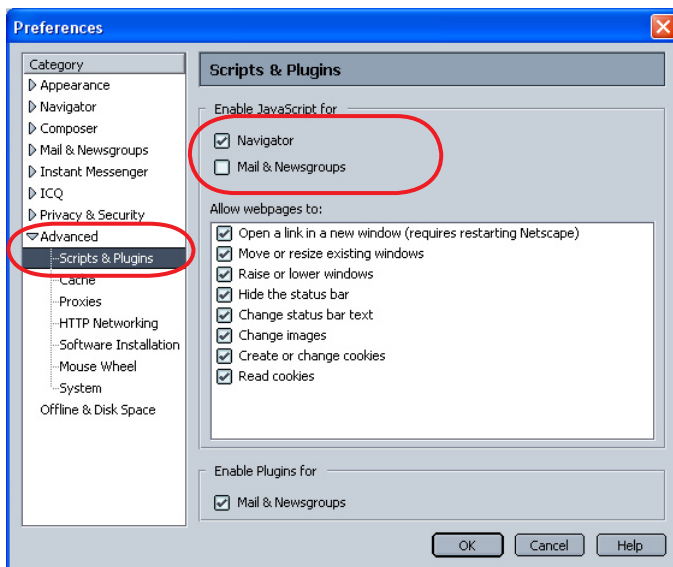 Preferences
Category
Appearance
Navigator
Composer
Mail & Newsgroups
Instant Messenger
ICQ
Privacy & Security
Advanced
Scripts & Plugins
Cache
Proxies
HTTP Networking
Software Installation
Mouse Wheel
System
Offline & Disk Space
Scripts & Plugins
Enable JavaScript for
Navigator
Mail & Newsgroups
Allow webpages to:
Open a link in a new window (requires restarting Netscape)
Move or resize existing windows
Raise or lower windows
Hide the status bar
Change status bar text
Change images
Create or change cookies
Read cookies
Enable Plugins for
Mail & Newsgroups
OK
Cancel
Help